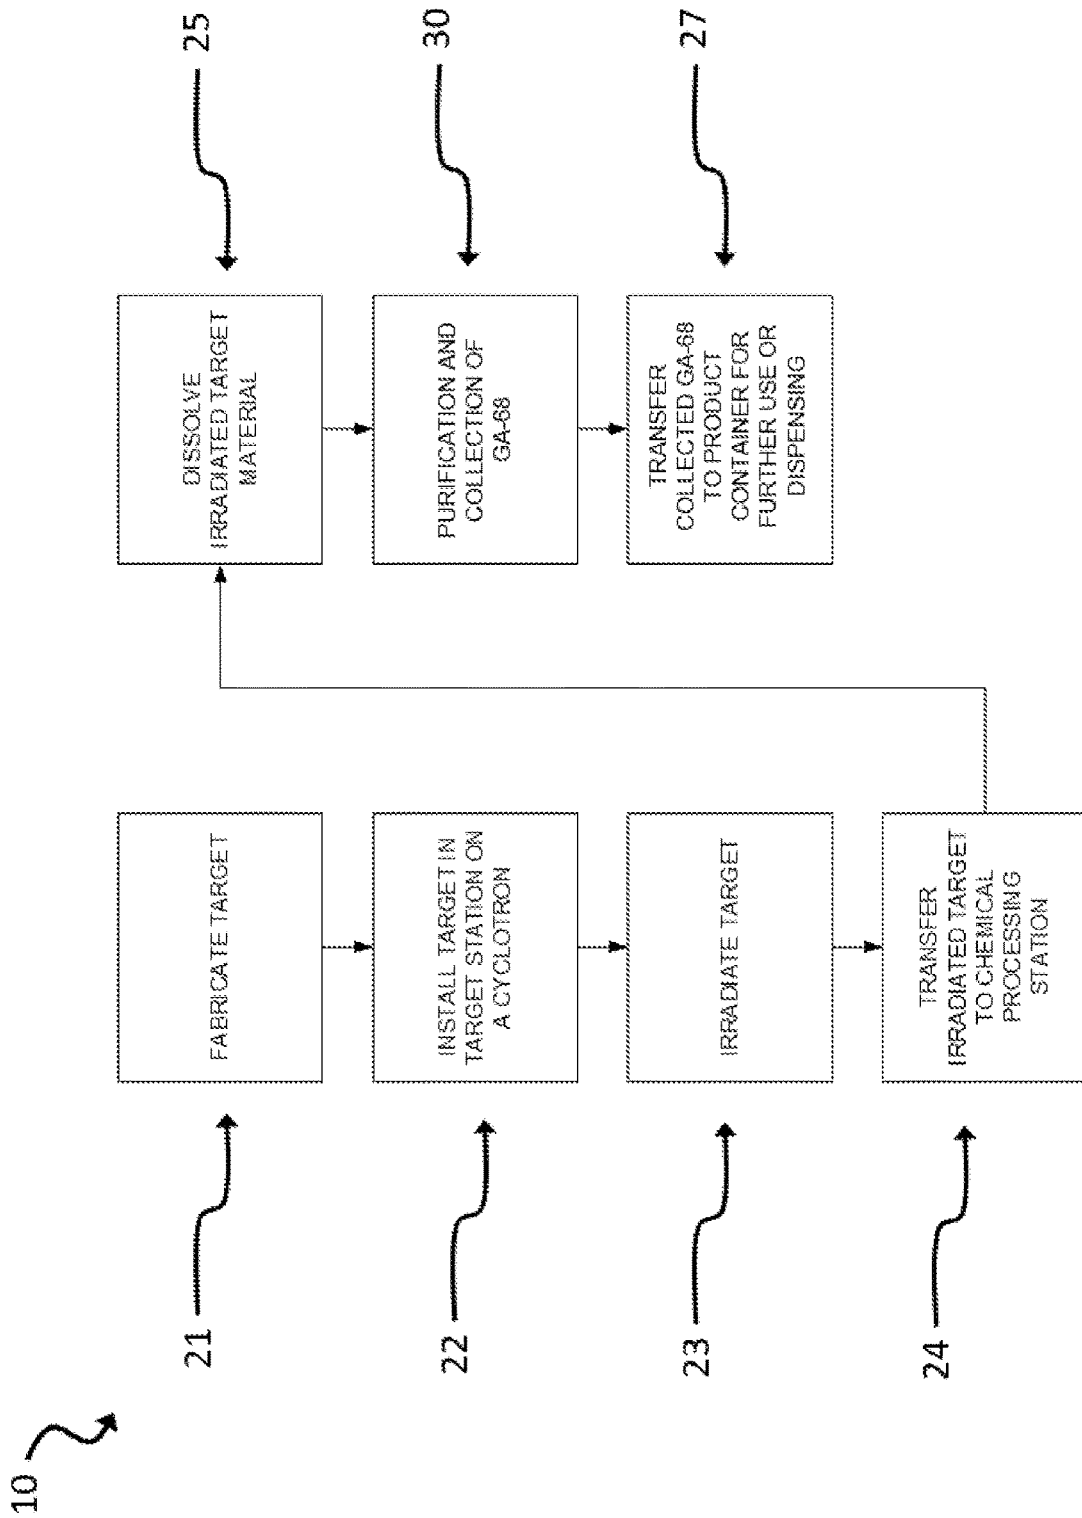 10
21
FABRICATE TARGET
22
INSTALL TARGET IN
TARGET STATION ON
A CYCLOTRON
23
IRRADIATE TARGET
24
TRANSFER
IRRADIATED TARGET
TO CHEMICAL
PROCESSING
STATION
DISSOLVE
IRRADIATED TARGET
MATERIAL
25
PURIFICATION AND
COLLECTION OF
GA-68
30
TRANSFER
COLLECTED GA-68
TO PRODUCT
CONTAINER FOR
FURTHER USE OR
DISPENSING
27